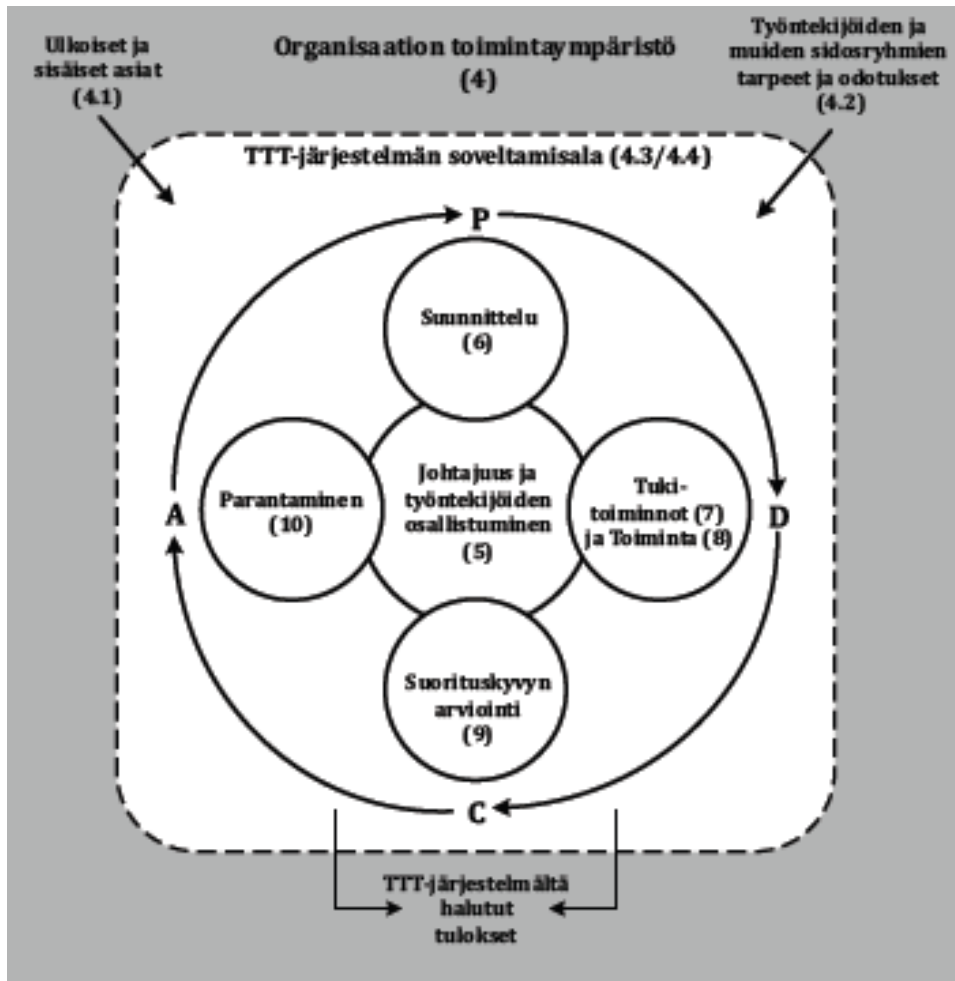 Ulkoiset ja
sisäiset asiat
(4.1)
Organisaation toimintaympäristö
(4)
Työntekijöiden ja
muiden sidosryhmien
tarpeet ja odotukset
(4.2)
TTT-järjestelmän soveltamisala (4.3/4.4)
P
Suunnittelu
(6)
A
Parantaminen
(10)
Johtajuus ja
työntekijöiden
osallistuminen
(5)
Tuki-
toiminnot (7)
ja Toiminta (8)
D
Suorituskyvyn
arviointi
(9)
C
TTT-järjestelmältä
halutut
tulokset